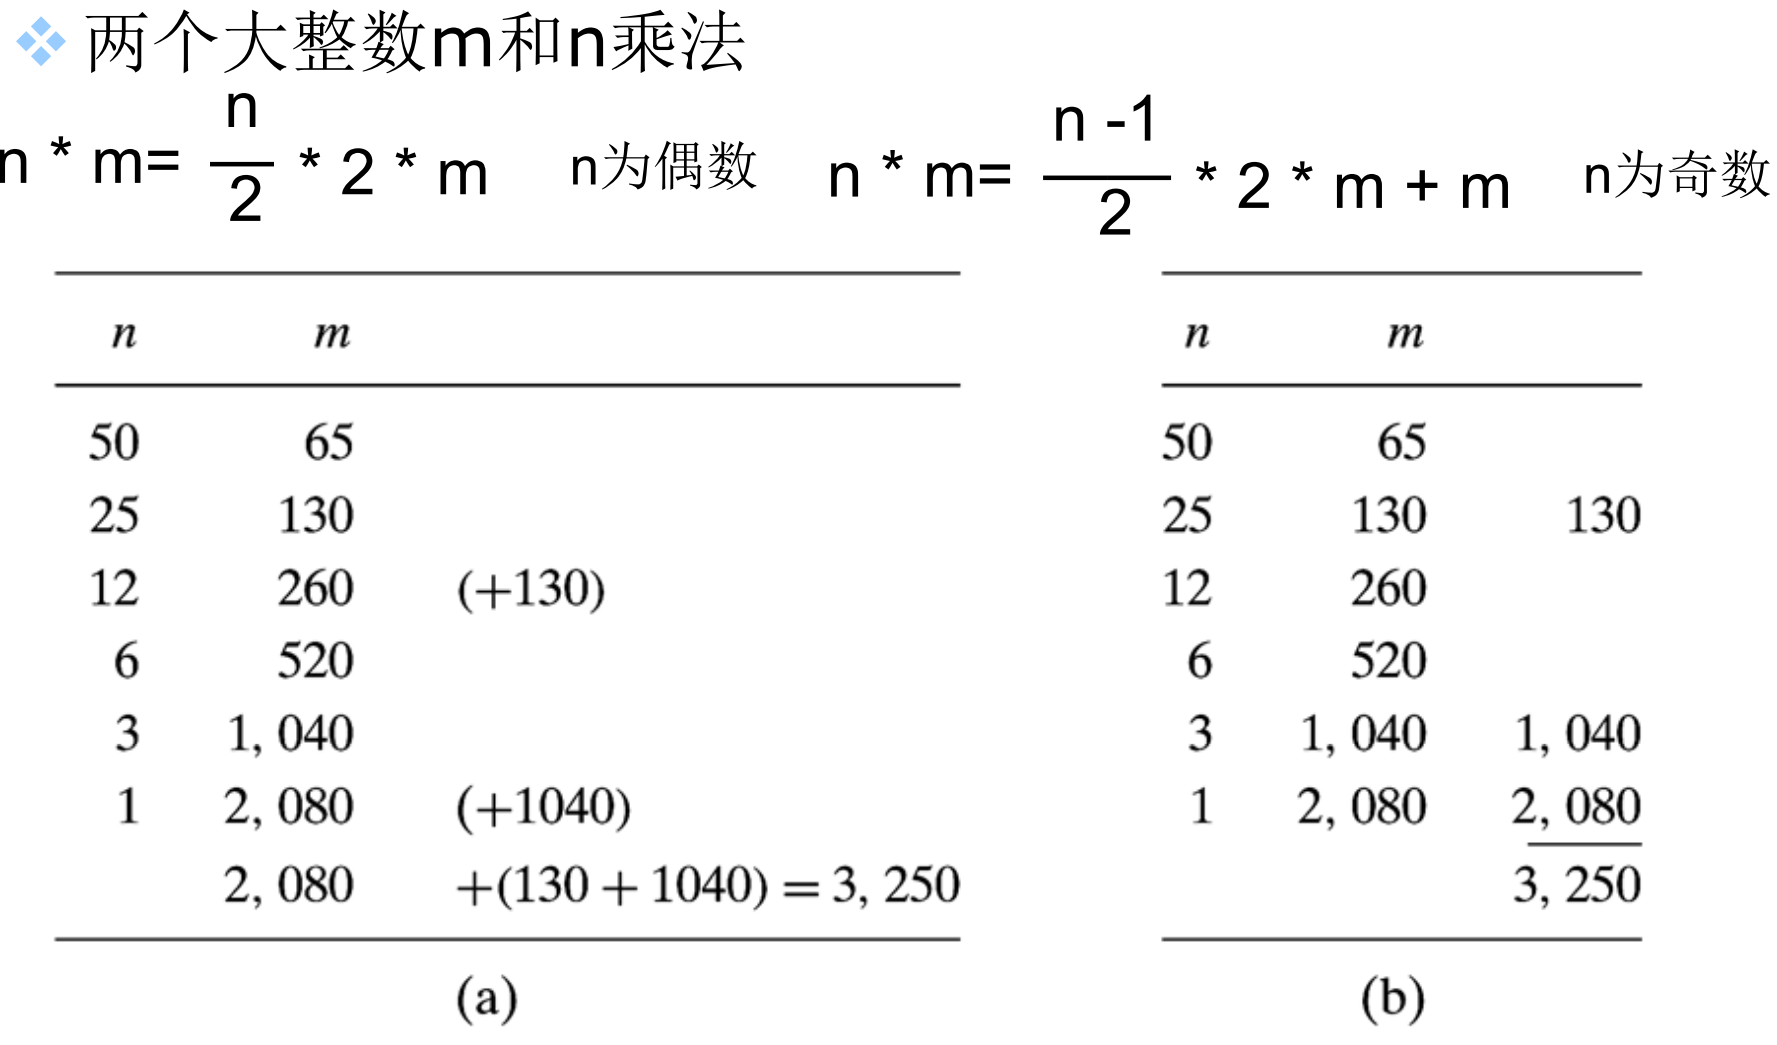 ❖ 两个大整数m和n乘法
n * m= n/2 * 2 * m n为偶数 n * m= n -1/2 * 2 * m + m n为奇数
n m
50 65
25 130
12 260 (+130)
6 520
3 1, 040
1 2, 080 (+1040)
2, 080 +(130 + 1040) = 3, 250
(a)
n m
50 65
25 130 130
12 260
6 520
3 1, 040 1, 040
1 2, 080 2, 080
3, 250
(b)